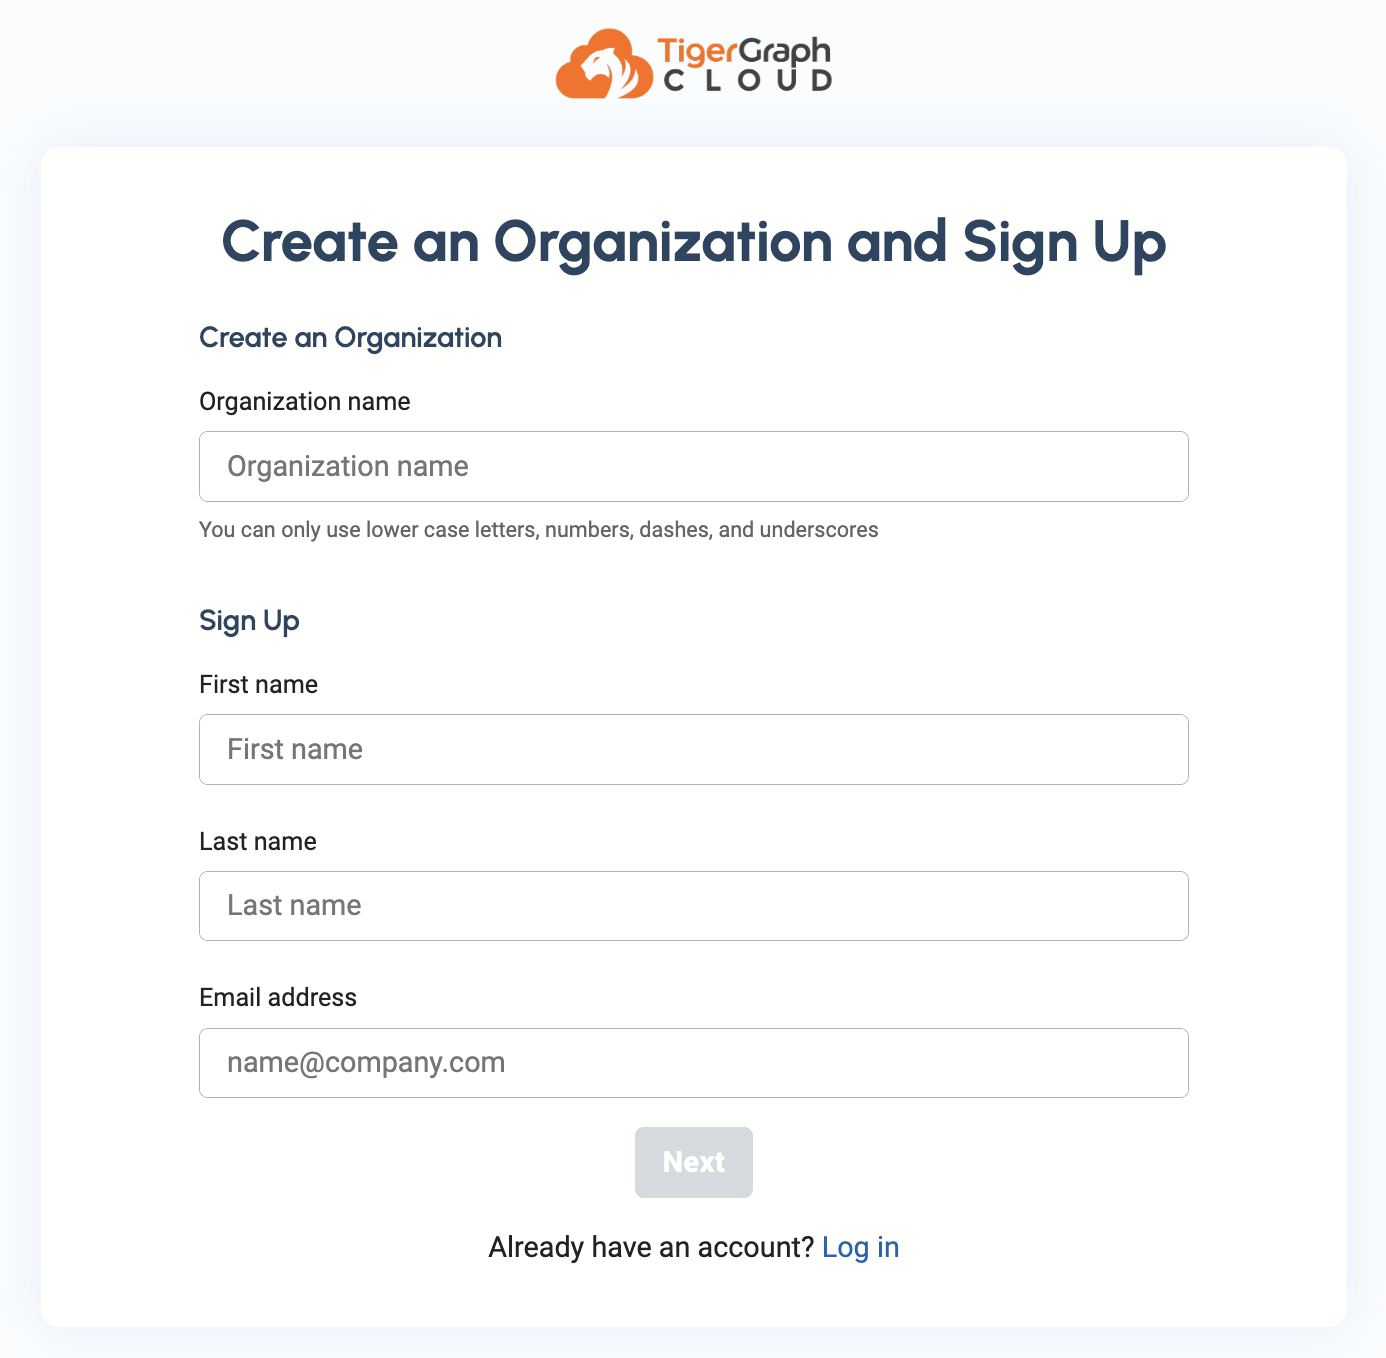 TigerGraph
CLOUD
Create an Organization and Sign Up
Create an Organization
Organization name
Organization name
You can only use lower case letters, numbers, dashes, and underscores
Sign Up
First name
First name
Last name
Last name
Email address
name@company.com
Next
Already have an account? Log in